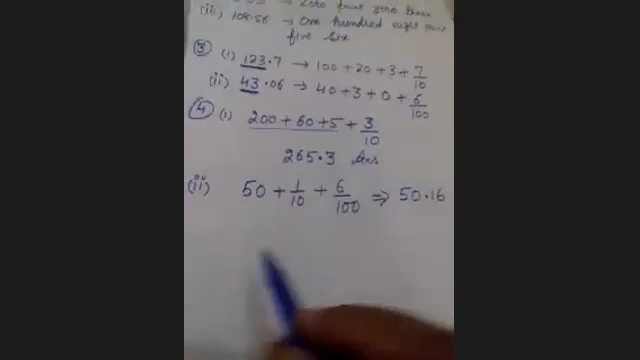 → Zero point zero three
(iii) 108.56 → One hundred eight point
five six
③ (i) 123.7 → 100 + 20 + 3 + 7/10
(ii) 43.06 → 40 + 3 + 0 + 6/100
④ (i) 200 + 60 + 5 + 3/10
265.3 Ans
(ii) 50 + 1/10 + 6/100 ⇒ 50.16